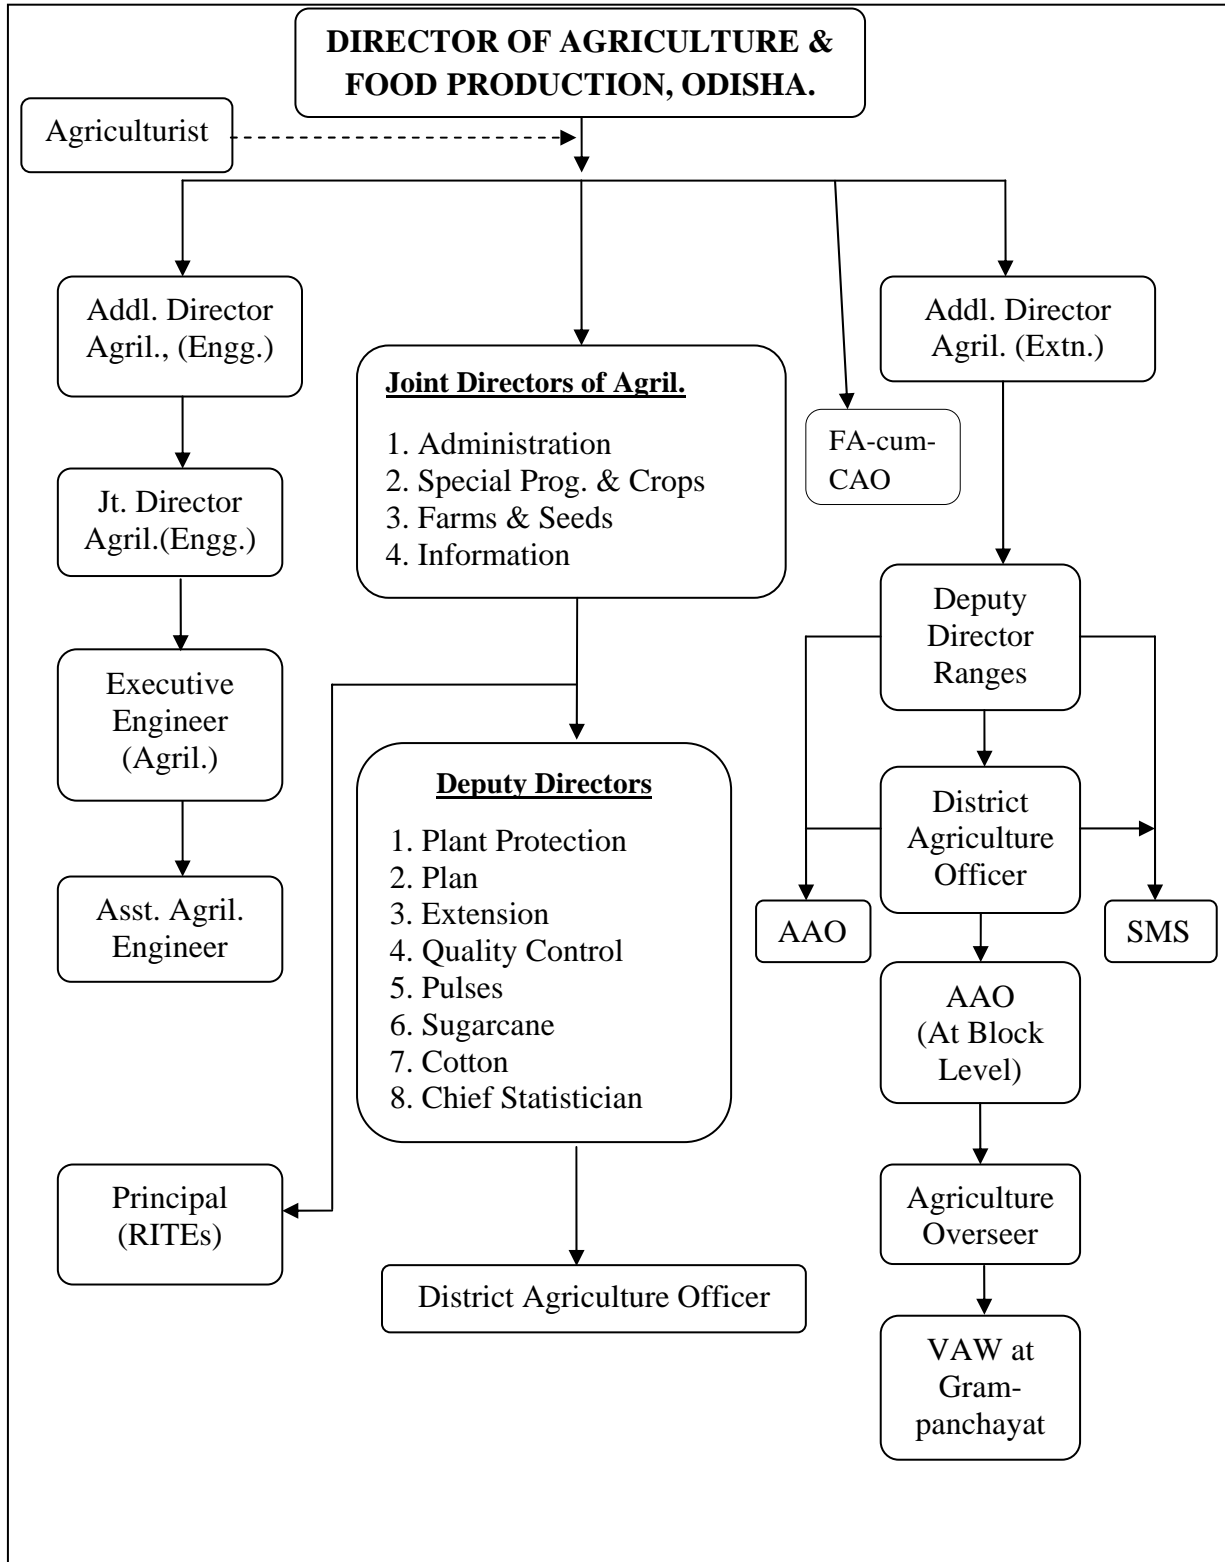 DIRECTOR OF AGRICULTURE &
FOOD PRODUCTION, ODISHA.
Agriculturist
Addl. Director
Agril., (Engg.)
Addl. Director
Agril. (Extn.)
Joint Directors of Agril.
1. Administration
2. Special Prog. & Crops
3. Farms & Seeds
4. Information
FA-cum-
CAO
Jt. Director
Agril.(Engg.)
Deputy
Director
Ranges
Executive
Engineer
(Agril.)
Deputy Directors
1. Plant Protection
2. Plan
3. Extension
4. Quality Control
5. Pulses
6. Sugarcane
7. Cotton
8. Chief Statistician
District
Agriculture
Officer
Asst. Agril.
Engineer
AAO
SMS
AAO
(At Block
Level)
Principal
(RITEs)
Agriculture
Overseer
District Agriculture Officer
VAW at
Gram-
panchayat